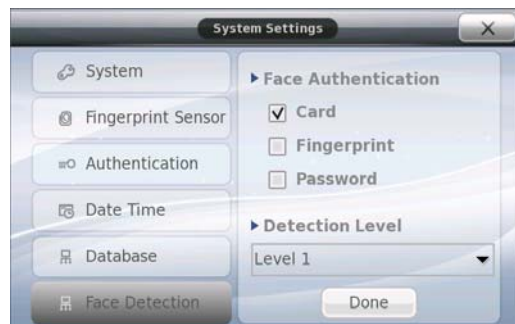 System Settings
System
Fingerprint Sensor
Authentication
Date Time
Database
Face Detection
Face Authentication
Card
Fingerprint
Password
Detection Level
Level 1
Done